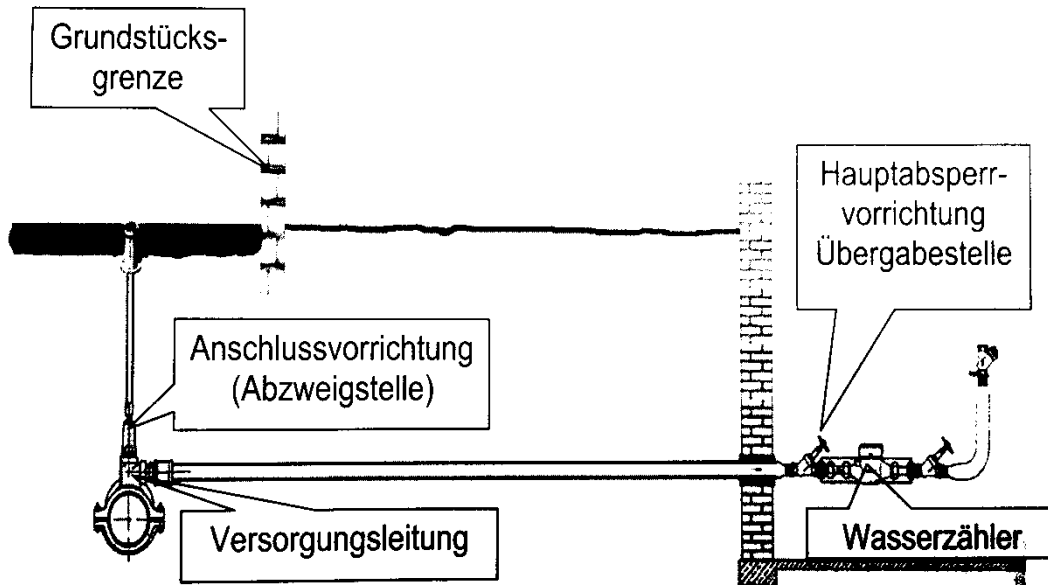 Grundstücks-
grenze
Hauptabsperr-
vorrichtung
Übergabestelle
Anschlussvorrichtung
(Abzweigstelle)
Versorgungsleitung
Wasserzähler